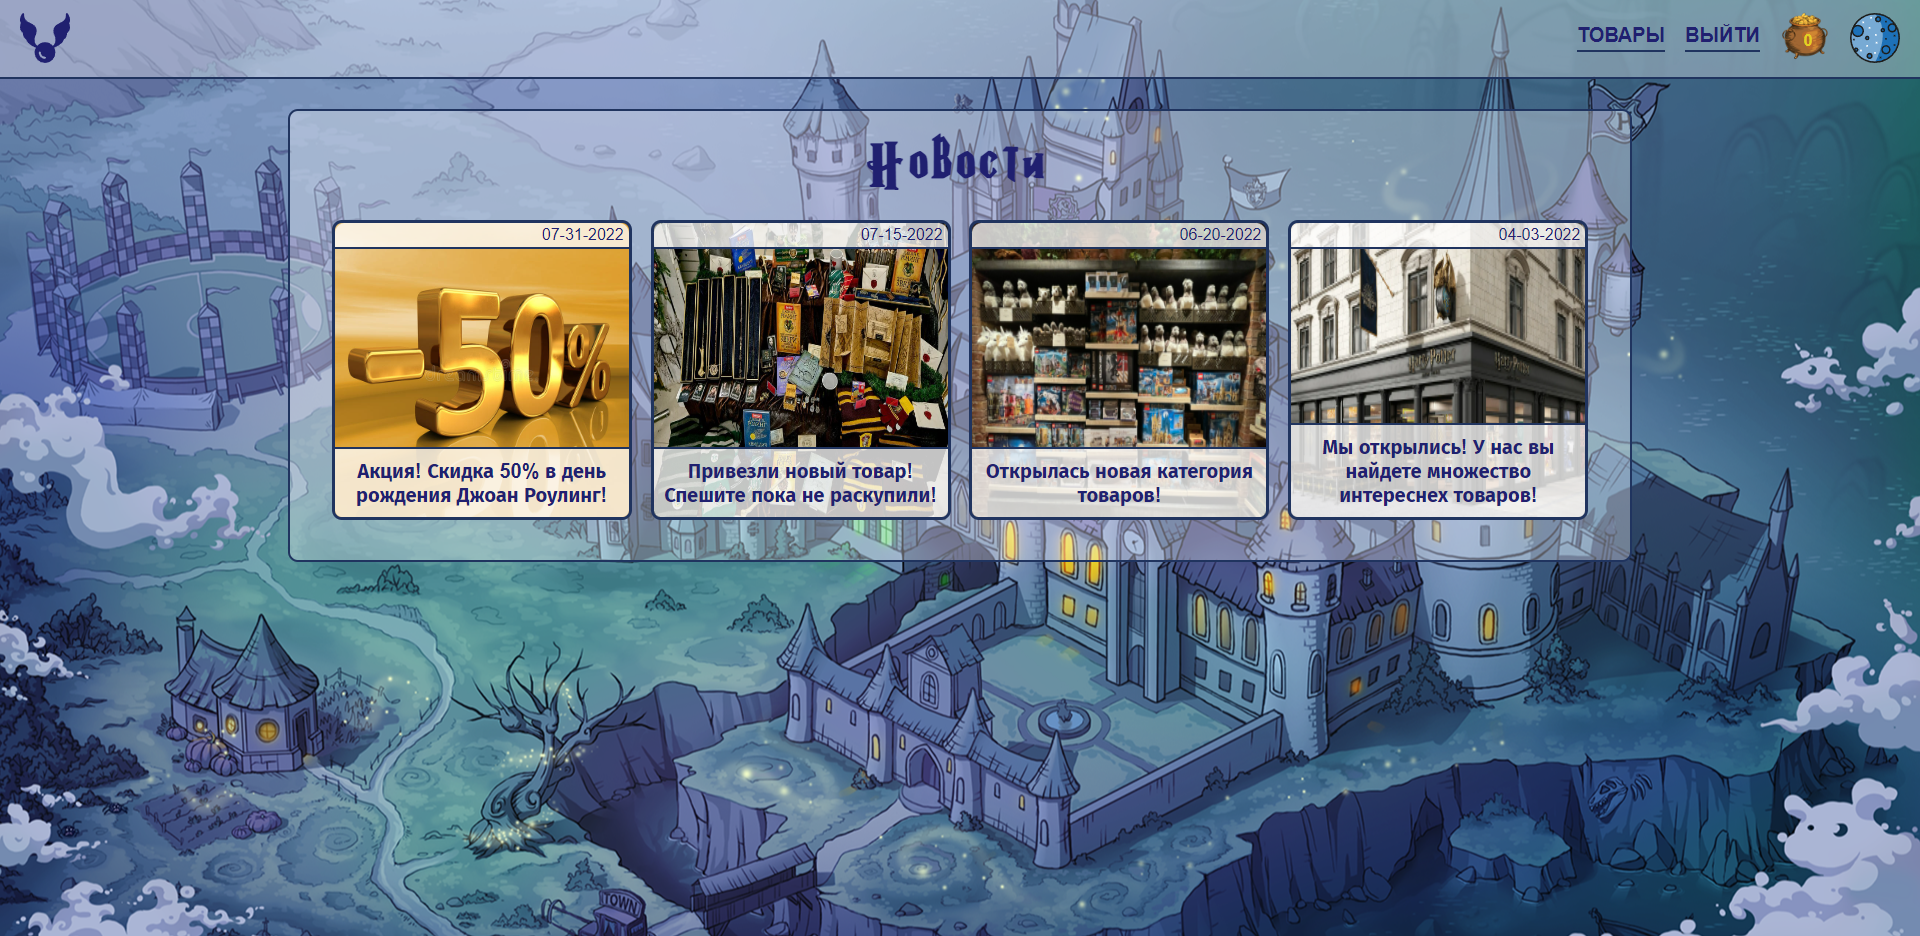 ТОВАРЫ ВЫЙТИ 0
Новости
07-31-2022
-50%
Акция! Скидка 50% в день
рождения Джоан Роулинг!
07-15-2022
Привезли новый товар!
Спешите пока не раскупили!
06-20-2022
Открылась новая категория
товаров!
04-03-2022
Мы открылись! У нас вы
найдете множество
интереснех товаров!
TOWN